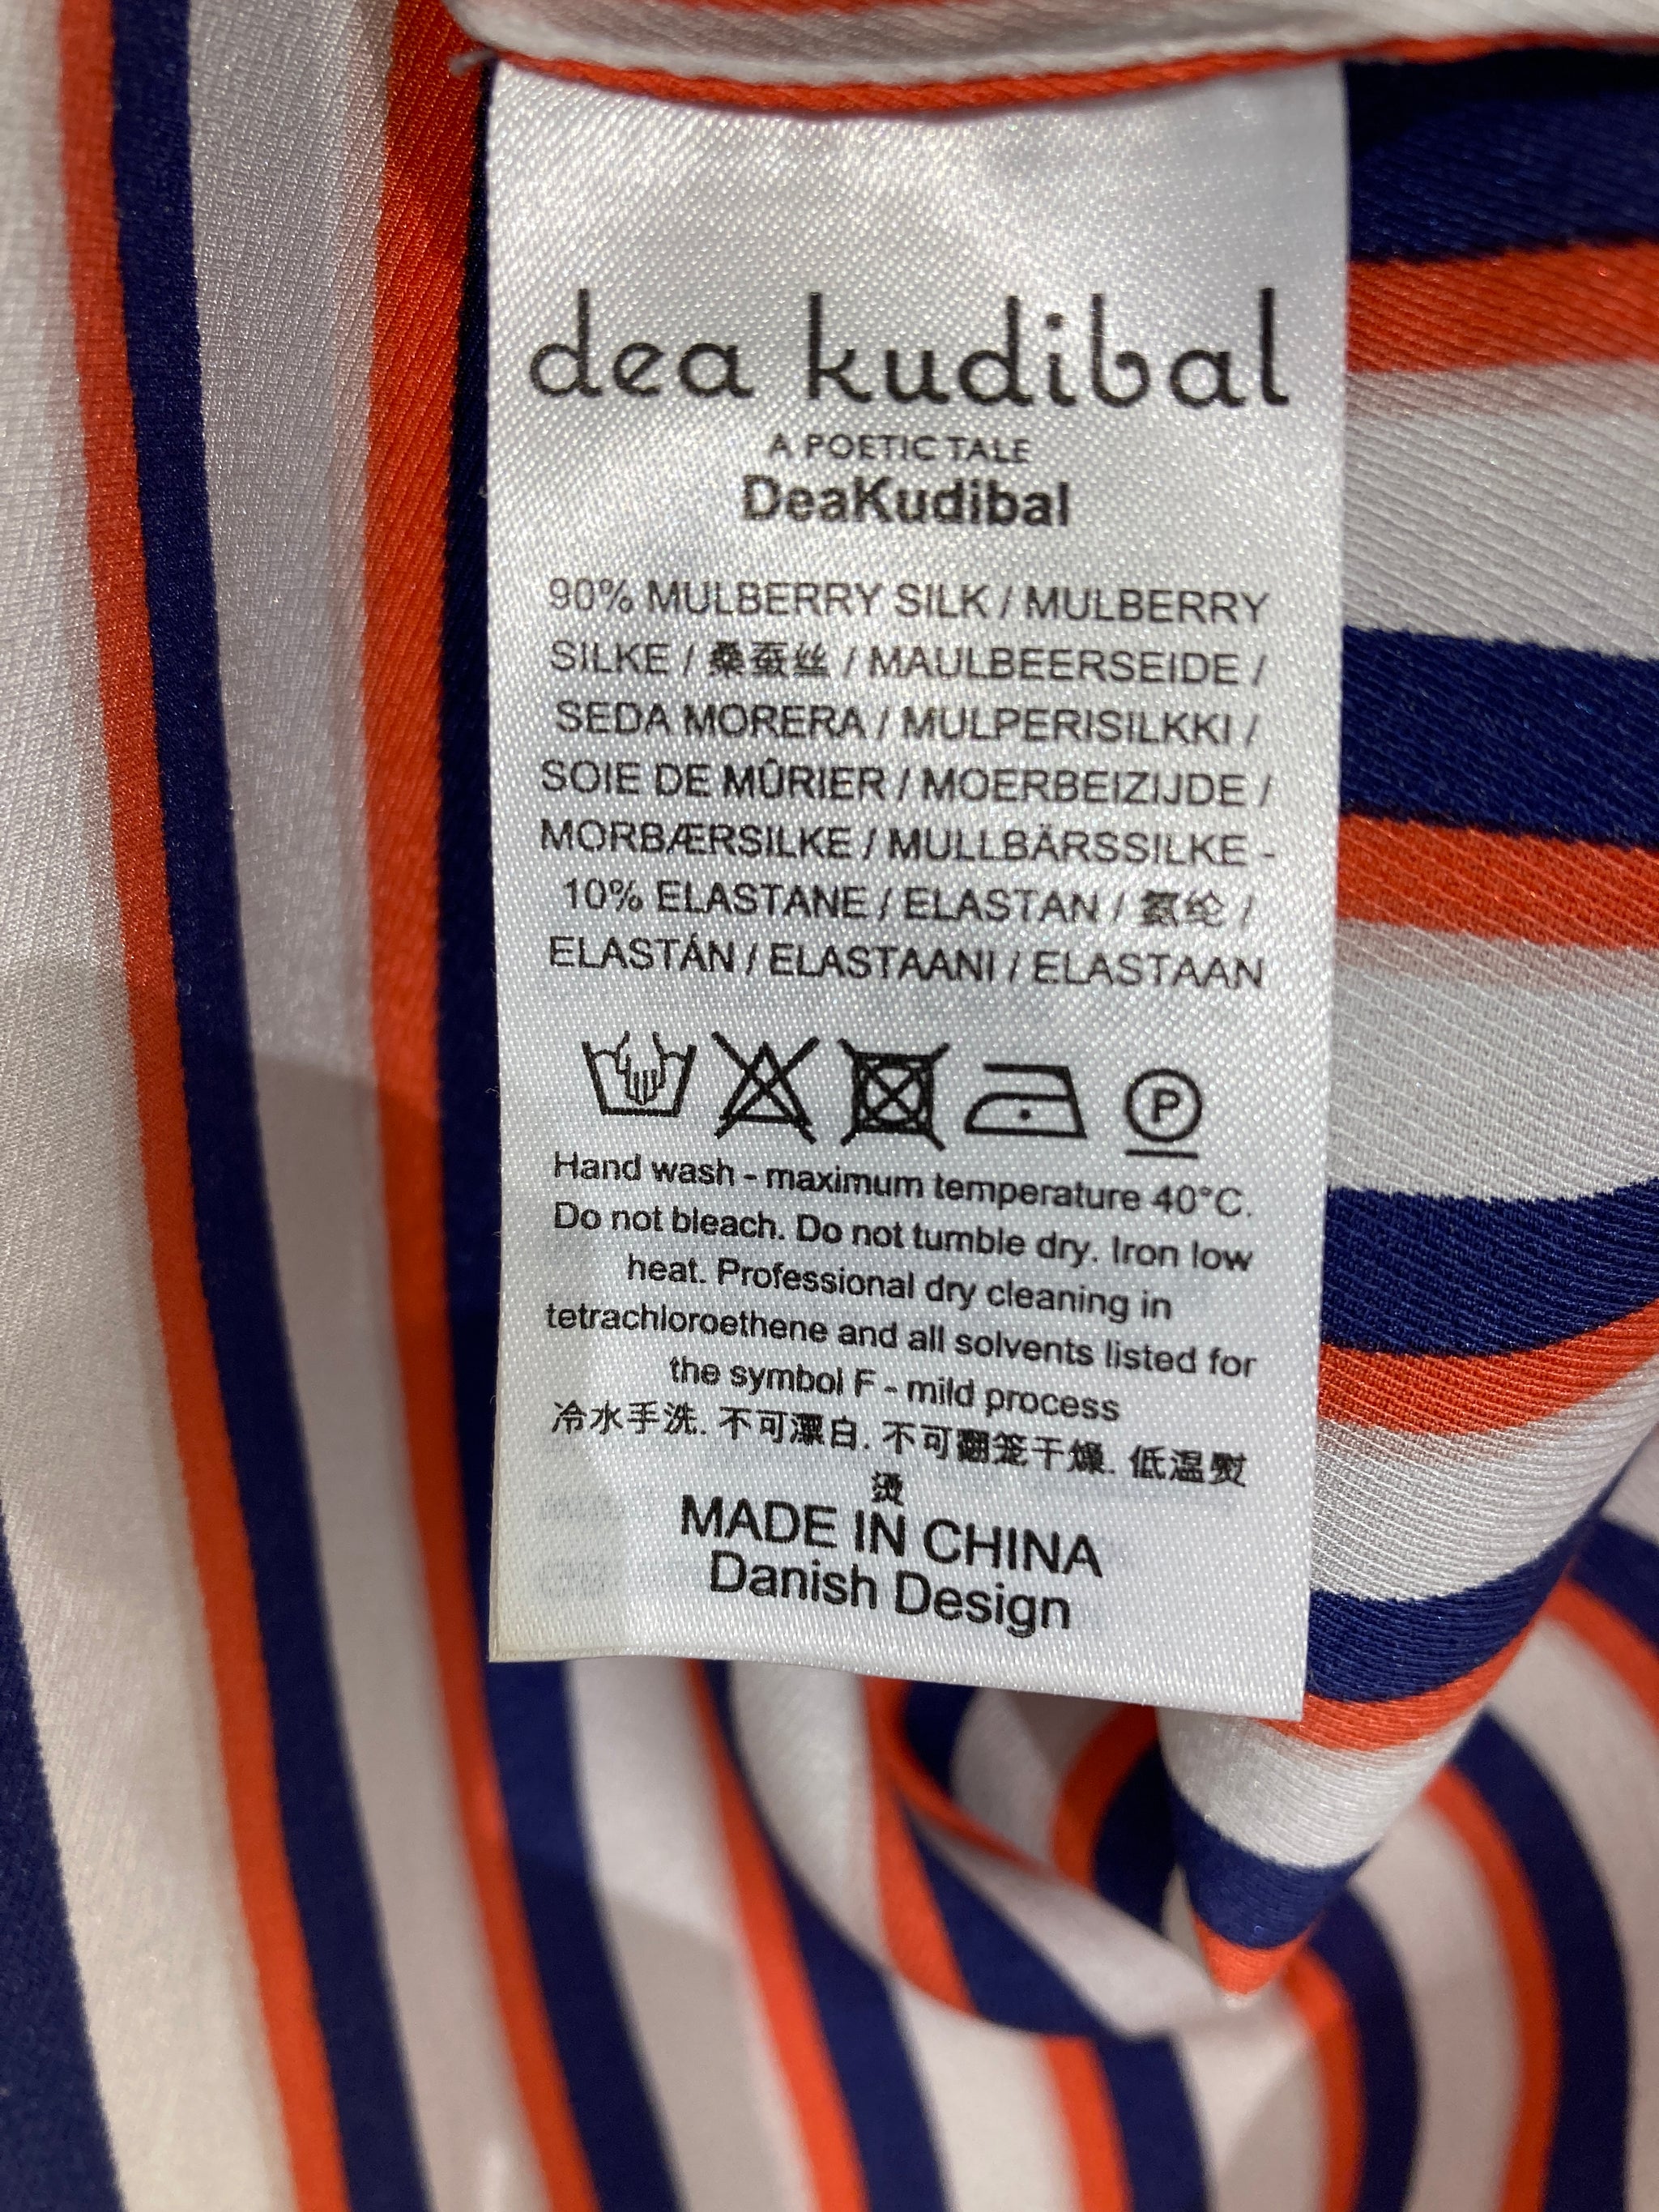 dea kudibal
A POETIC TALE
DeaKudibal
90% MULBERRY SILK / MULBERRY
SILKE / 桑蚕丝 / MAULBEERSEIDE /
SEDA MORERA / MULPERISILKKI /
SOIE DE MÛRIER / MOERBEIZIJDE /
MORBÆRSILKE / MULLBÄRSSILKE -
10% ELASTANE / ELASTAN / 氨纶 /
ELASTÁN / ELASTAANI / ELASTAAN
P
Hand wash - maximum temperature 40°C.
Do not bleach. Do not tumble dry. Iron low
heat. Professional dry cleaning in
tetrachloroethene and all solvents listed for
the symbol F - mild process
冷水手洗. 不可漂白. 不可翻笼干燥. 低温熨
烫
MADE IN CHINA
Danish Design